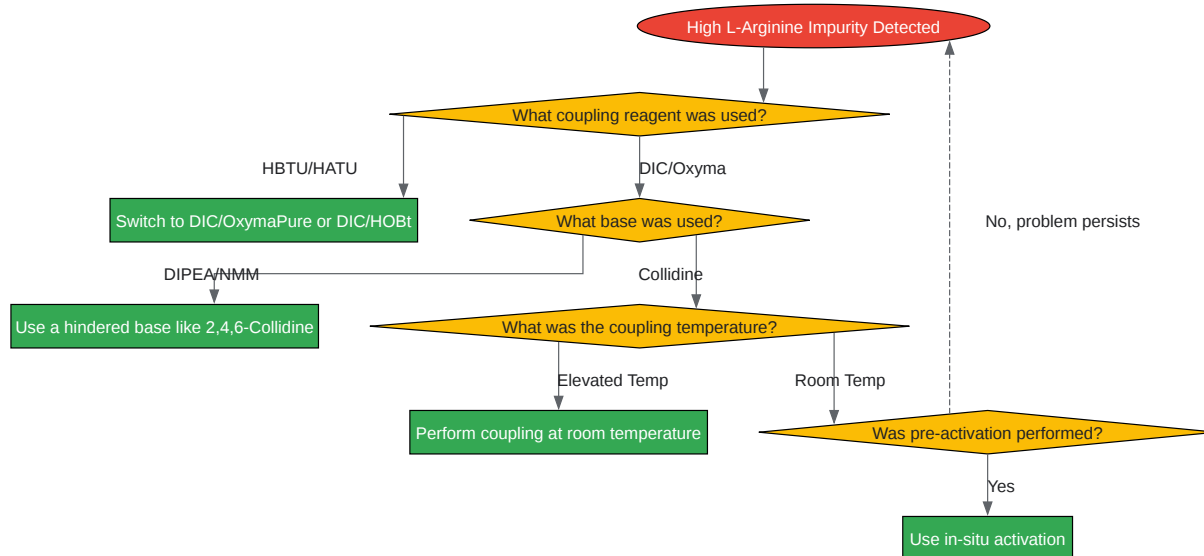 High L-Arginine Impurity Detected
What coupling reagent was used?
HBTU/HATU
DIC/Oxyma
Switch to DIC/OxymaPure or DIC/HOBt
What base was used?
No, problem persists
DIPEA/NMM
Collidine
Use a hindered base like 2,4,6-Collidine
What was the coupling temperature?
Elevated Temp
Room Temp
Perform coupling at room temperature
Was pre-activation performed?
Yes
Use in-situ activation